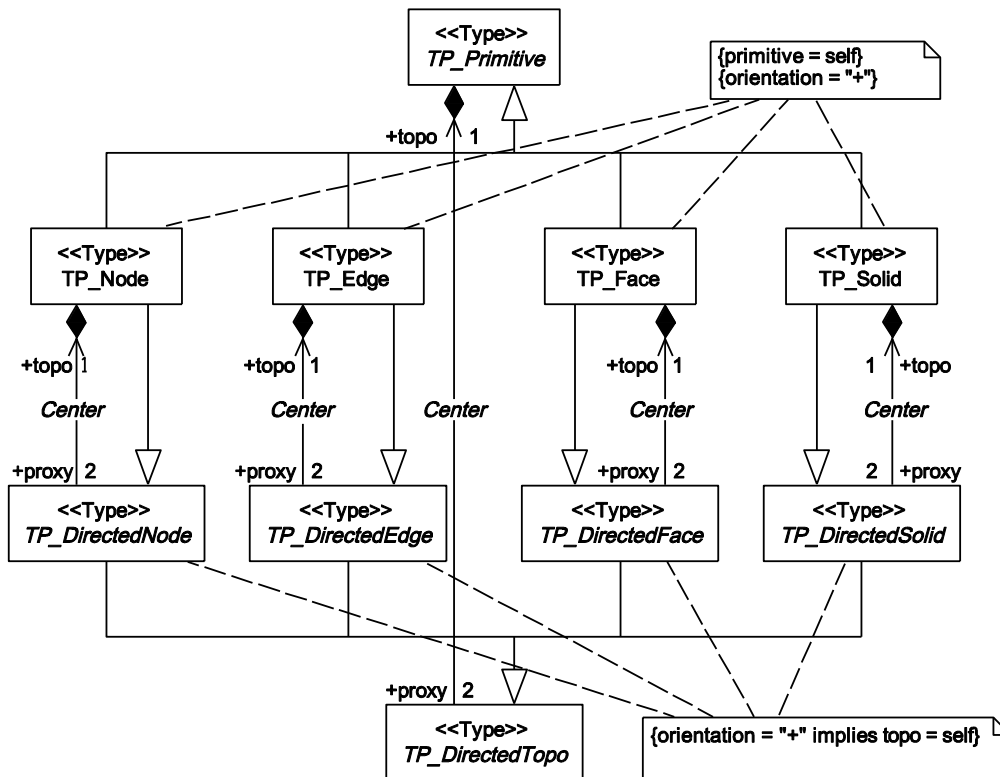 <<Type>>
TP_Primitive
{primitive = self}
{orientation = "+"}
+topo 1
<<Type>>
TP_Node
<<Type>>
TP_Edge
<<Type>>
TP_Face
<<Type>>
TP_Solid
+topo 1
+topo 1
+topo 1
1 +topo
Center
Center
Center
Center
Center
+proxy 2
+proxy 2
+proxy 2
2 +proxy
<<Type>>
TP_DirectedNode
<<Type>>
TP_DirectedEdge
<<Type>>
TP_DirectedFace
<<Type>>
TP_DirectedSolid
+proxy 2
<<Type>>
TP_DirectedTopo
{orientation = "+" implies topo = self}